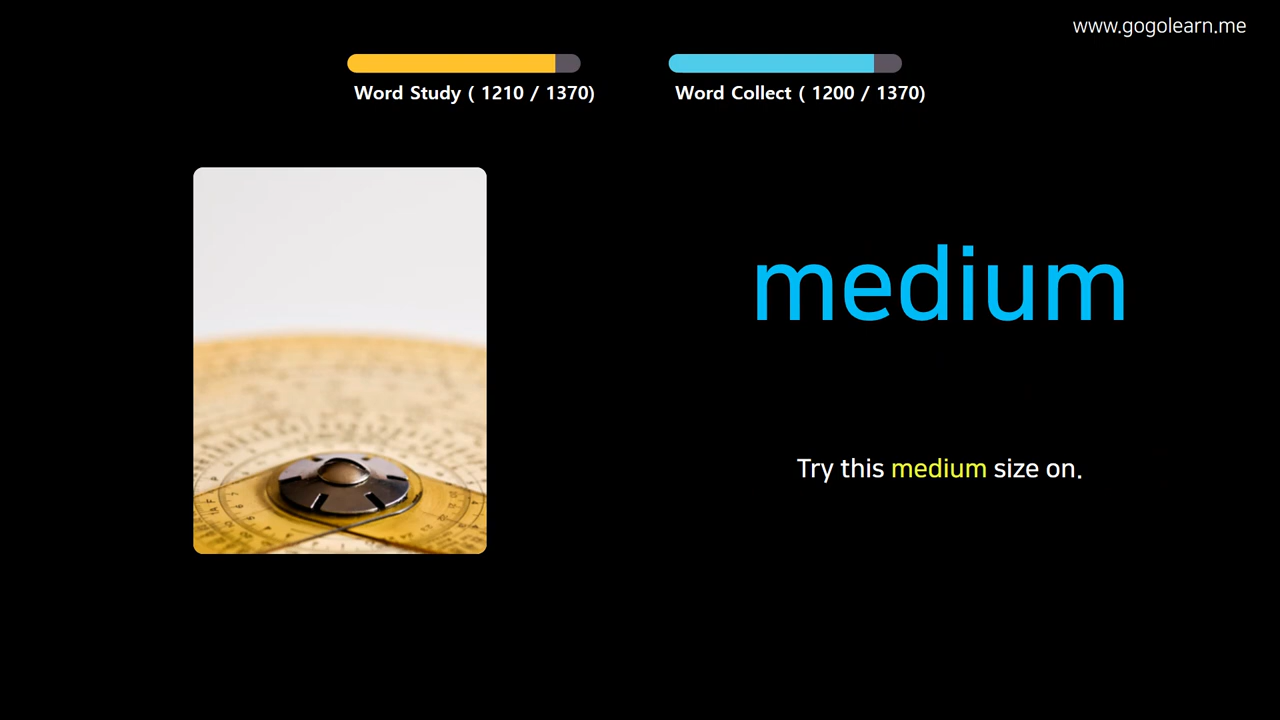 www.gogolearn.me
Word Study ( 1210 / 1370)
Word Collect ( 1200 / 1370)
medium
Try this medium size on.